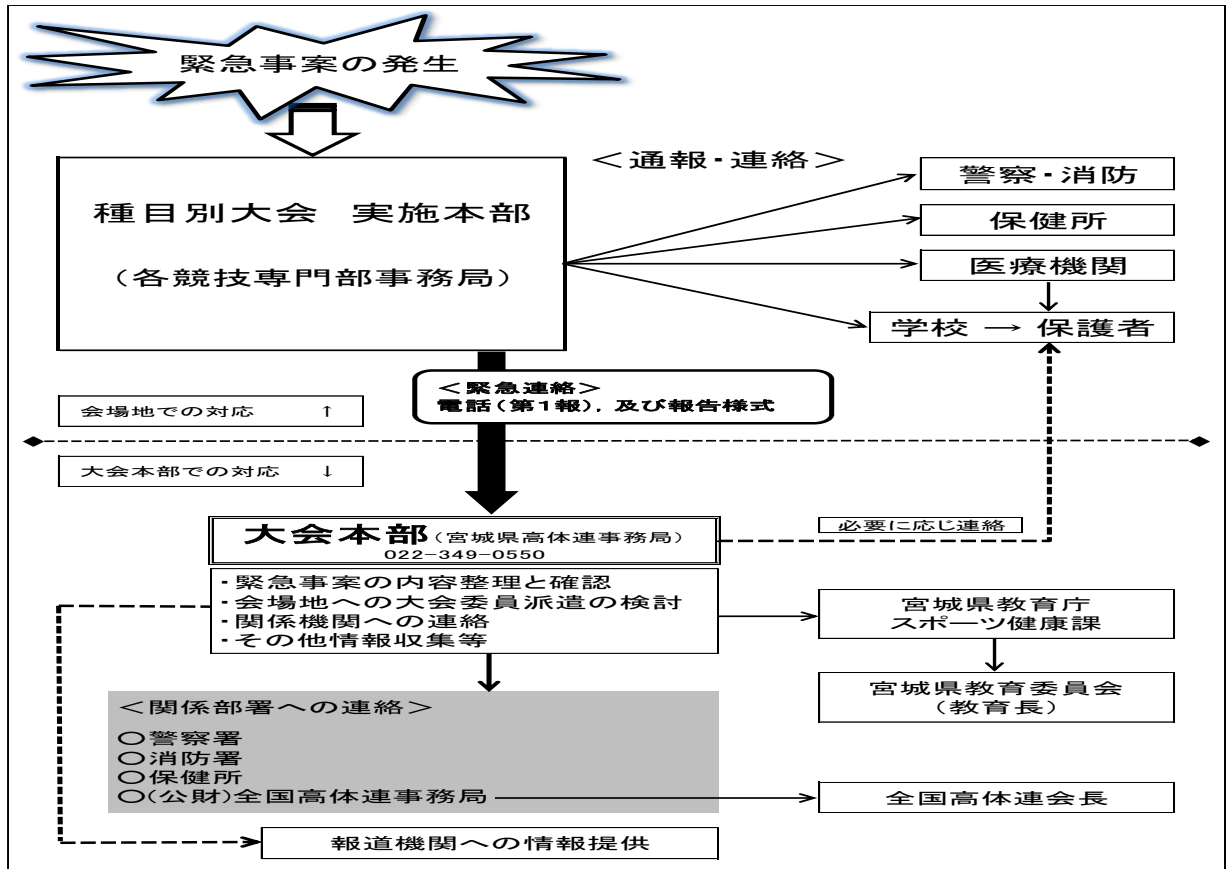 緊急事案の発生
＜通報・連絡＞
種目別大会　実施本部
（各競技専門部事務局）
警察・消防
保健所
医療機関
学校 → 保護者
＜緊急連絡＞
電話（第１報），及び報告様式
会場地での対応　↑
大会本部での対応　↓
大会本部（宮城県高体連事務局）
022－349－0550
必要に応じ連絡
・緊急事案の内容整理と確認
・会場地への大会委員派遣の検討
・関係機関への連絡
・その他情報収集等
宮城県教育庁
スポーツ健康課
宮城県教育委員会
（教育長）
＜関係部署への連絡＞
〇警察署
〇消防署
〇保健所
〇(公財)全国高体連事務局
全国高体連会長
報道機関への情報提供